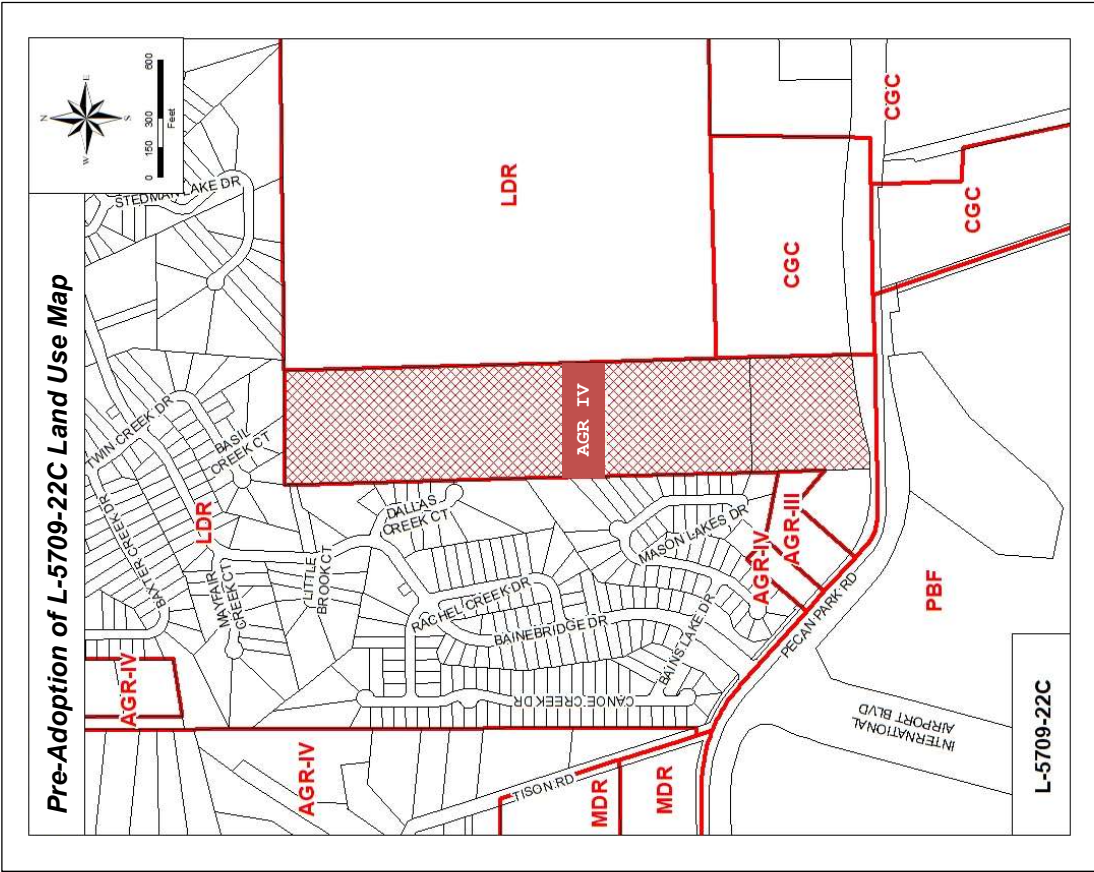 Pre-Adoption of L-5709-22C Land Use Map
N
W
E
S
0 150 300 600
Feet
STEDMAN LAKE DR
TWIN CREEK DR
BASIL
CREEK CT
BAXTER CREEK DR
LDR
MAYFAIR
CREEK CT
LITTLE
BROOK CT
DALLAS
CREEK CT
RACHEL CREEK DR
BAINEBRIDGE DR
MASON LAKES DR
BAINS LAKE DR
CANOE CREEK DR
AGR-IV
AGR-IV
TISON RD
MDR
MDR
AGR-IV
AGR-III
PECAN PARK RD
AGR IV
LDR
CGC
CGC
CGC
PBF
INTERNATIONAL
AIRPORT BLVD
L-5709-22C